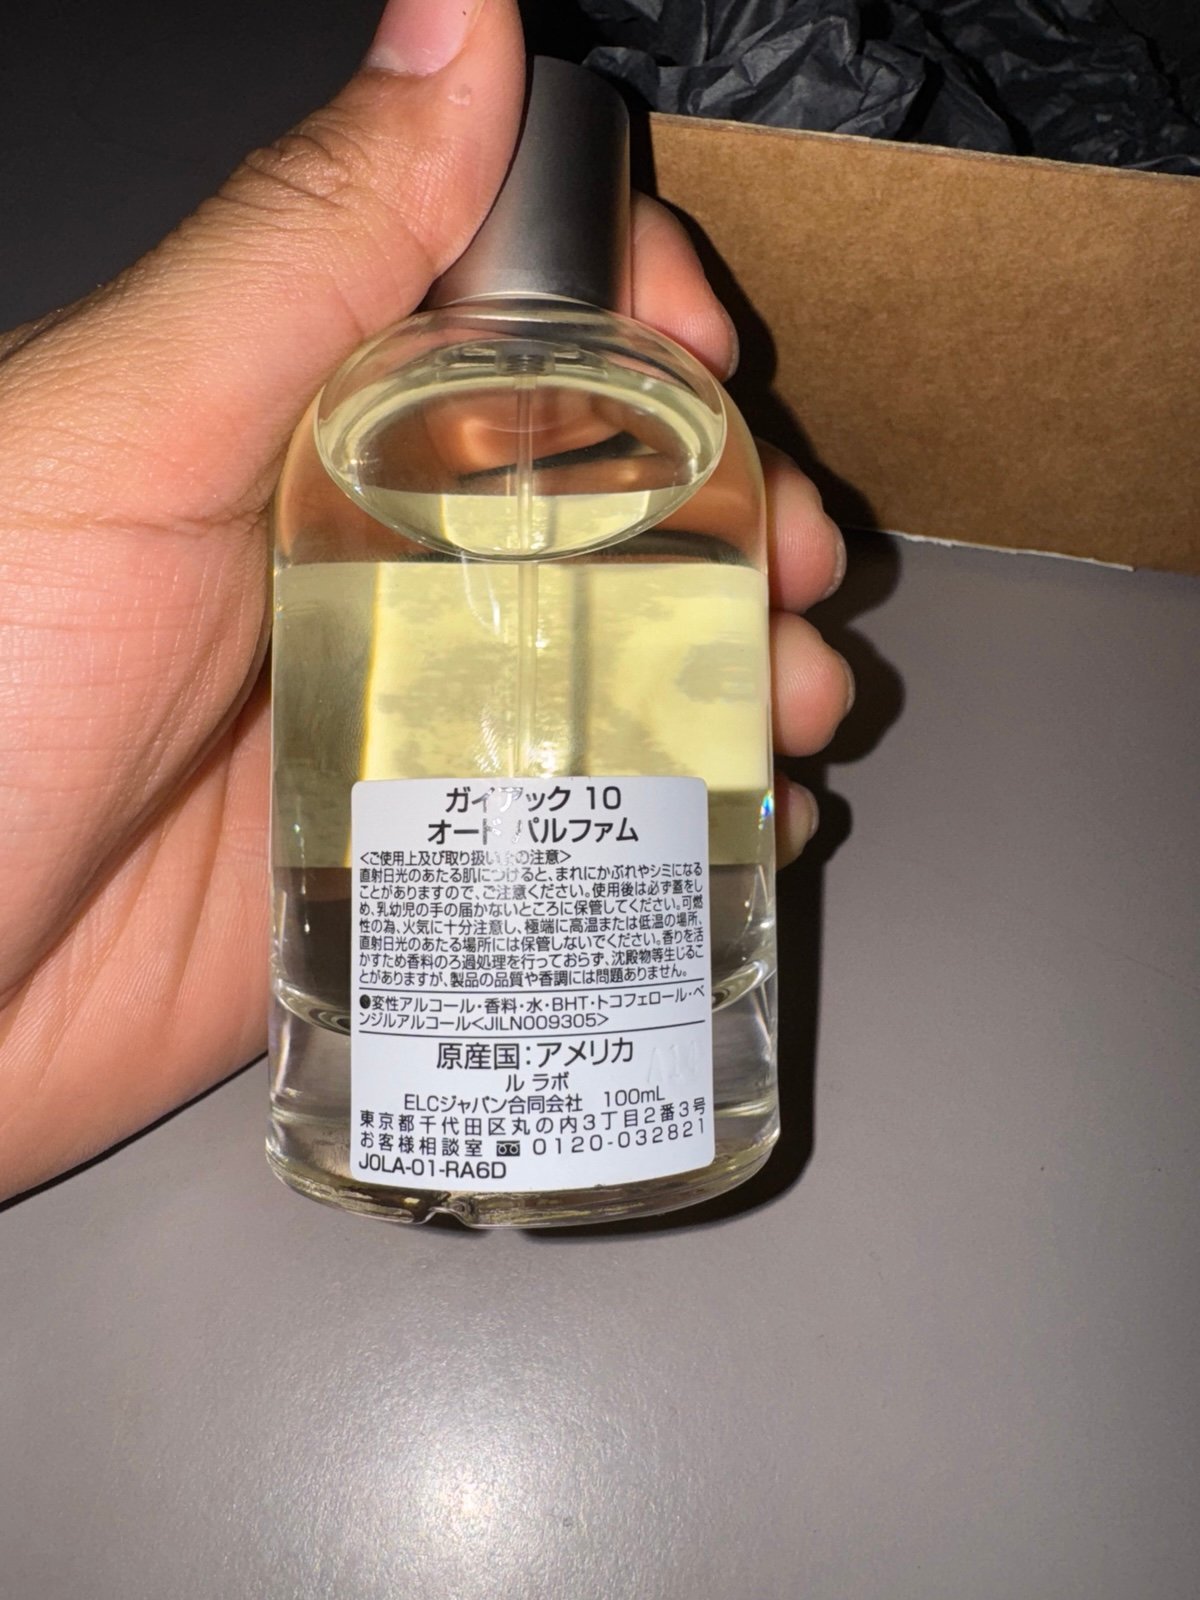 ガイアック 10
オード パルファム
<ご使用上及び取り扱い上の注意>
直射日光のあたる肌につけると、まれにかぶれやシミになる
ことがありますので、ご注意ください。使用後は必ず蓋をし
め、乳幼児の手の届かないところに保管してください。可燃
性の為、火気に十分注意し、極端に高温または低温の場所、
直射日光のあたる場所には保管しないでください。香りを活
かすため香料のろ過処理を行っておらず、沈殿物等生じるこ
とがありますが、製品の品質や香調には問題ありません。
●変性アルコール・香料・水・BHT・トコフェロール・ベ
ンジルアルコール<JILN009305>
原産国:アメリカ
ル ラボ
ELCジャパン合同会社 100mL
東京都千代田区丸の内3丁目2番3号
お客様相談室 0120-032821
J0LA-01-RA6D